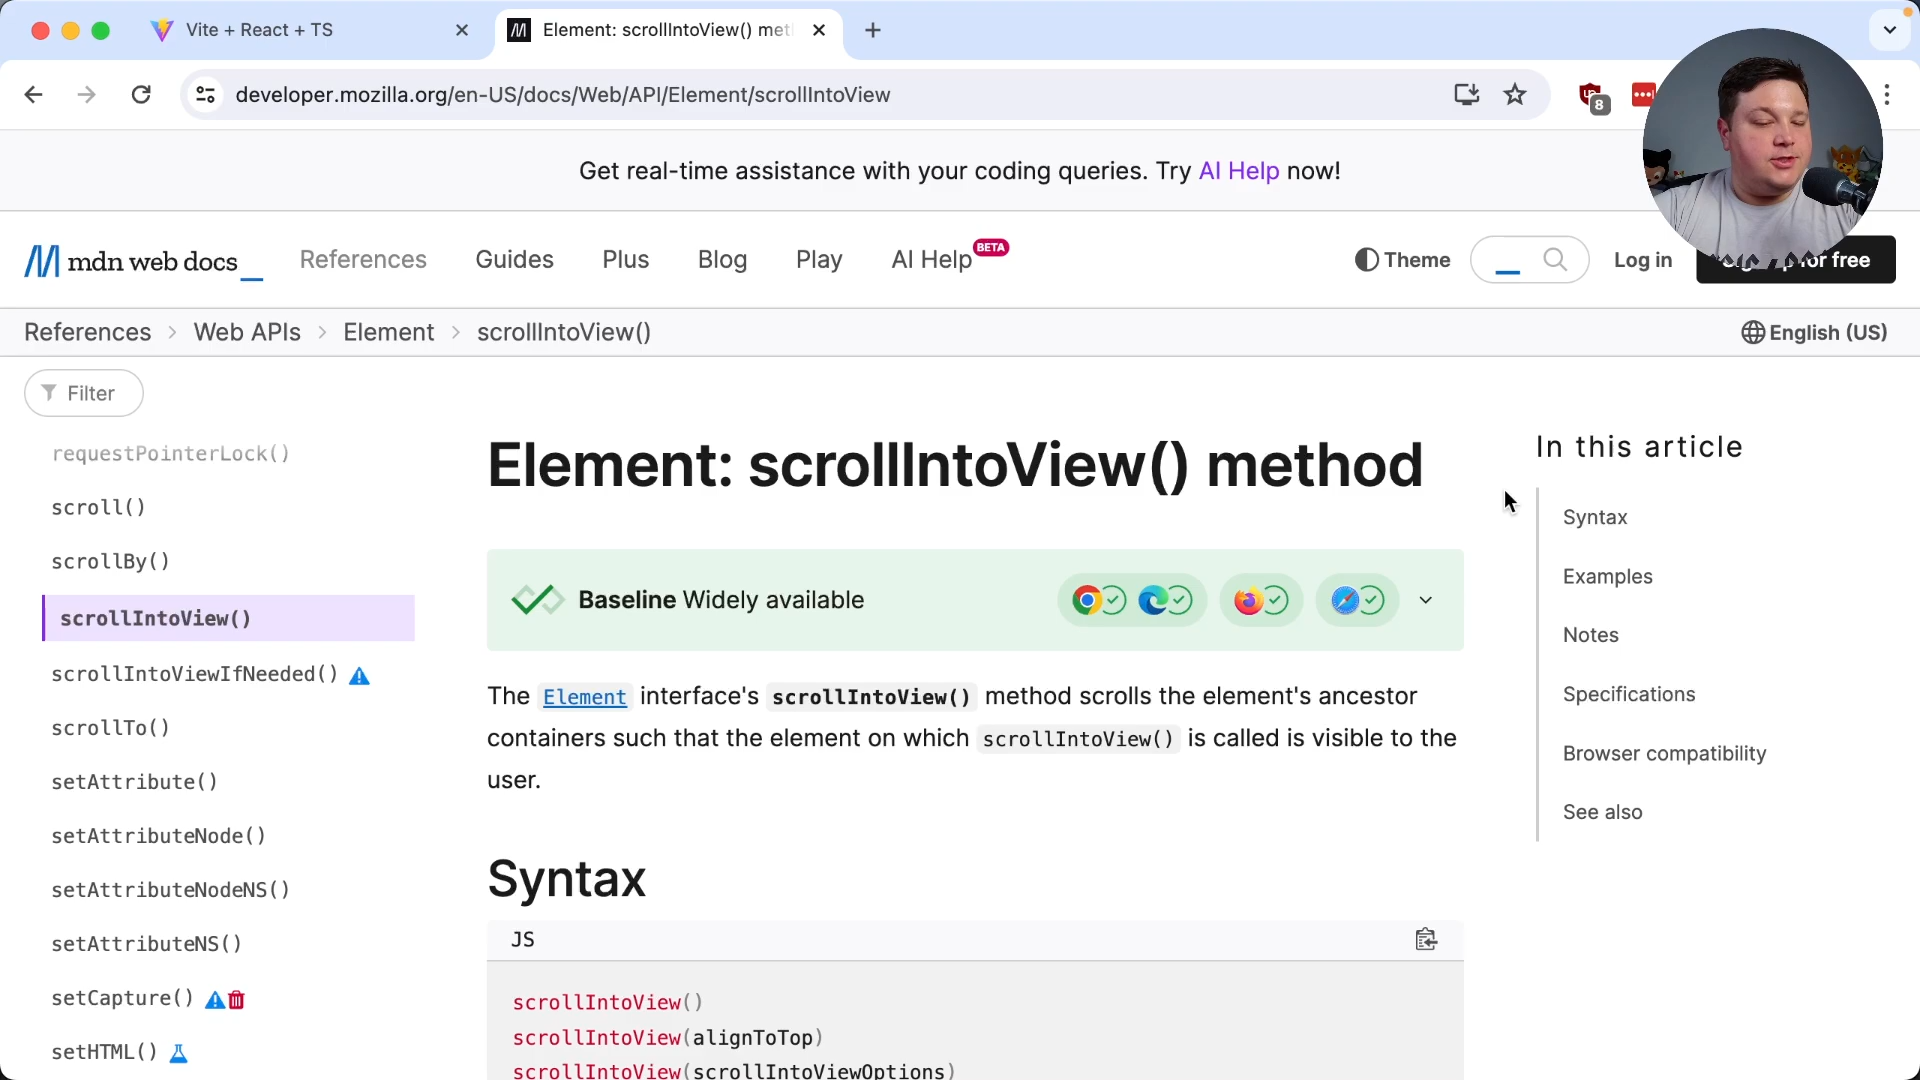 Vite + React + TS
Element: scrollIntoView() met
developer.mozilla.org/en-US/docs/Web/API/Element/scrollIntoView
8
Get real-time assistance with your coding queries. Try AI Help now!
mdn web docs_
References
Guides
Plus
Blog
Play
AI Help
BETA
Theme
Log in
for free
References > Web APIs > Element > scrollIntoView()
English (US)
Filter
requestPointerLock()
scroll()
scrollBy()
scrollIntoView()
scrollIntoViewIfNeeded()
scrollTo()
setAttribute()
setAttributeNode()
setAttributeNodeNS()
setAttributeNS()
setCapture()
setHTML()
Element: scrollIntoView() method
Baseline Widely available
The Element interface's scrollIntoView() method scrolls the element's ancestor
containers such that the element on which scrollIntoView() is called is visible to the
user.
Syntax
JS
scrollIntoView()
scrollIntoView(alignToTop)
scrollIntoView(scrollIntoViewOptions)
In this article
Syntax
Examples
Notes
Specifications
Browser compatibility
See also